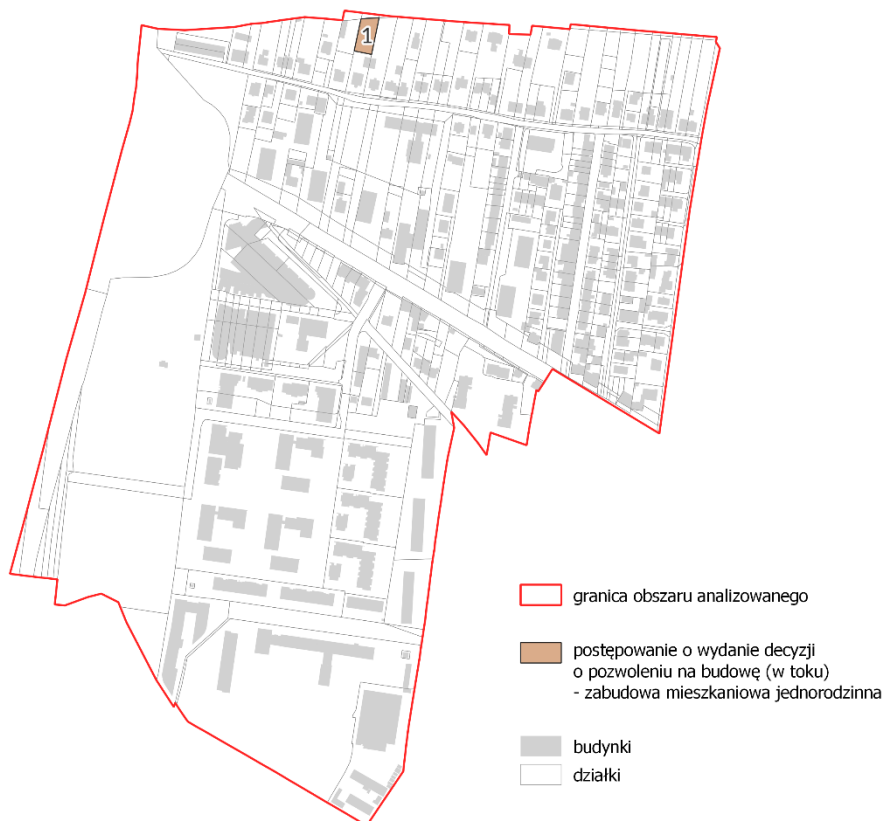 1
granica obszaru analizowanego
postępowanie o wydanie decyzji
o pozwoleniu na budowę (w toku)
- zabudowa mieszkaniowa jednorodzinna
budynki
działki